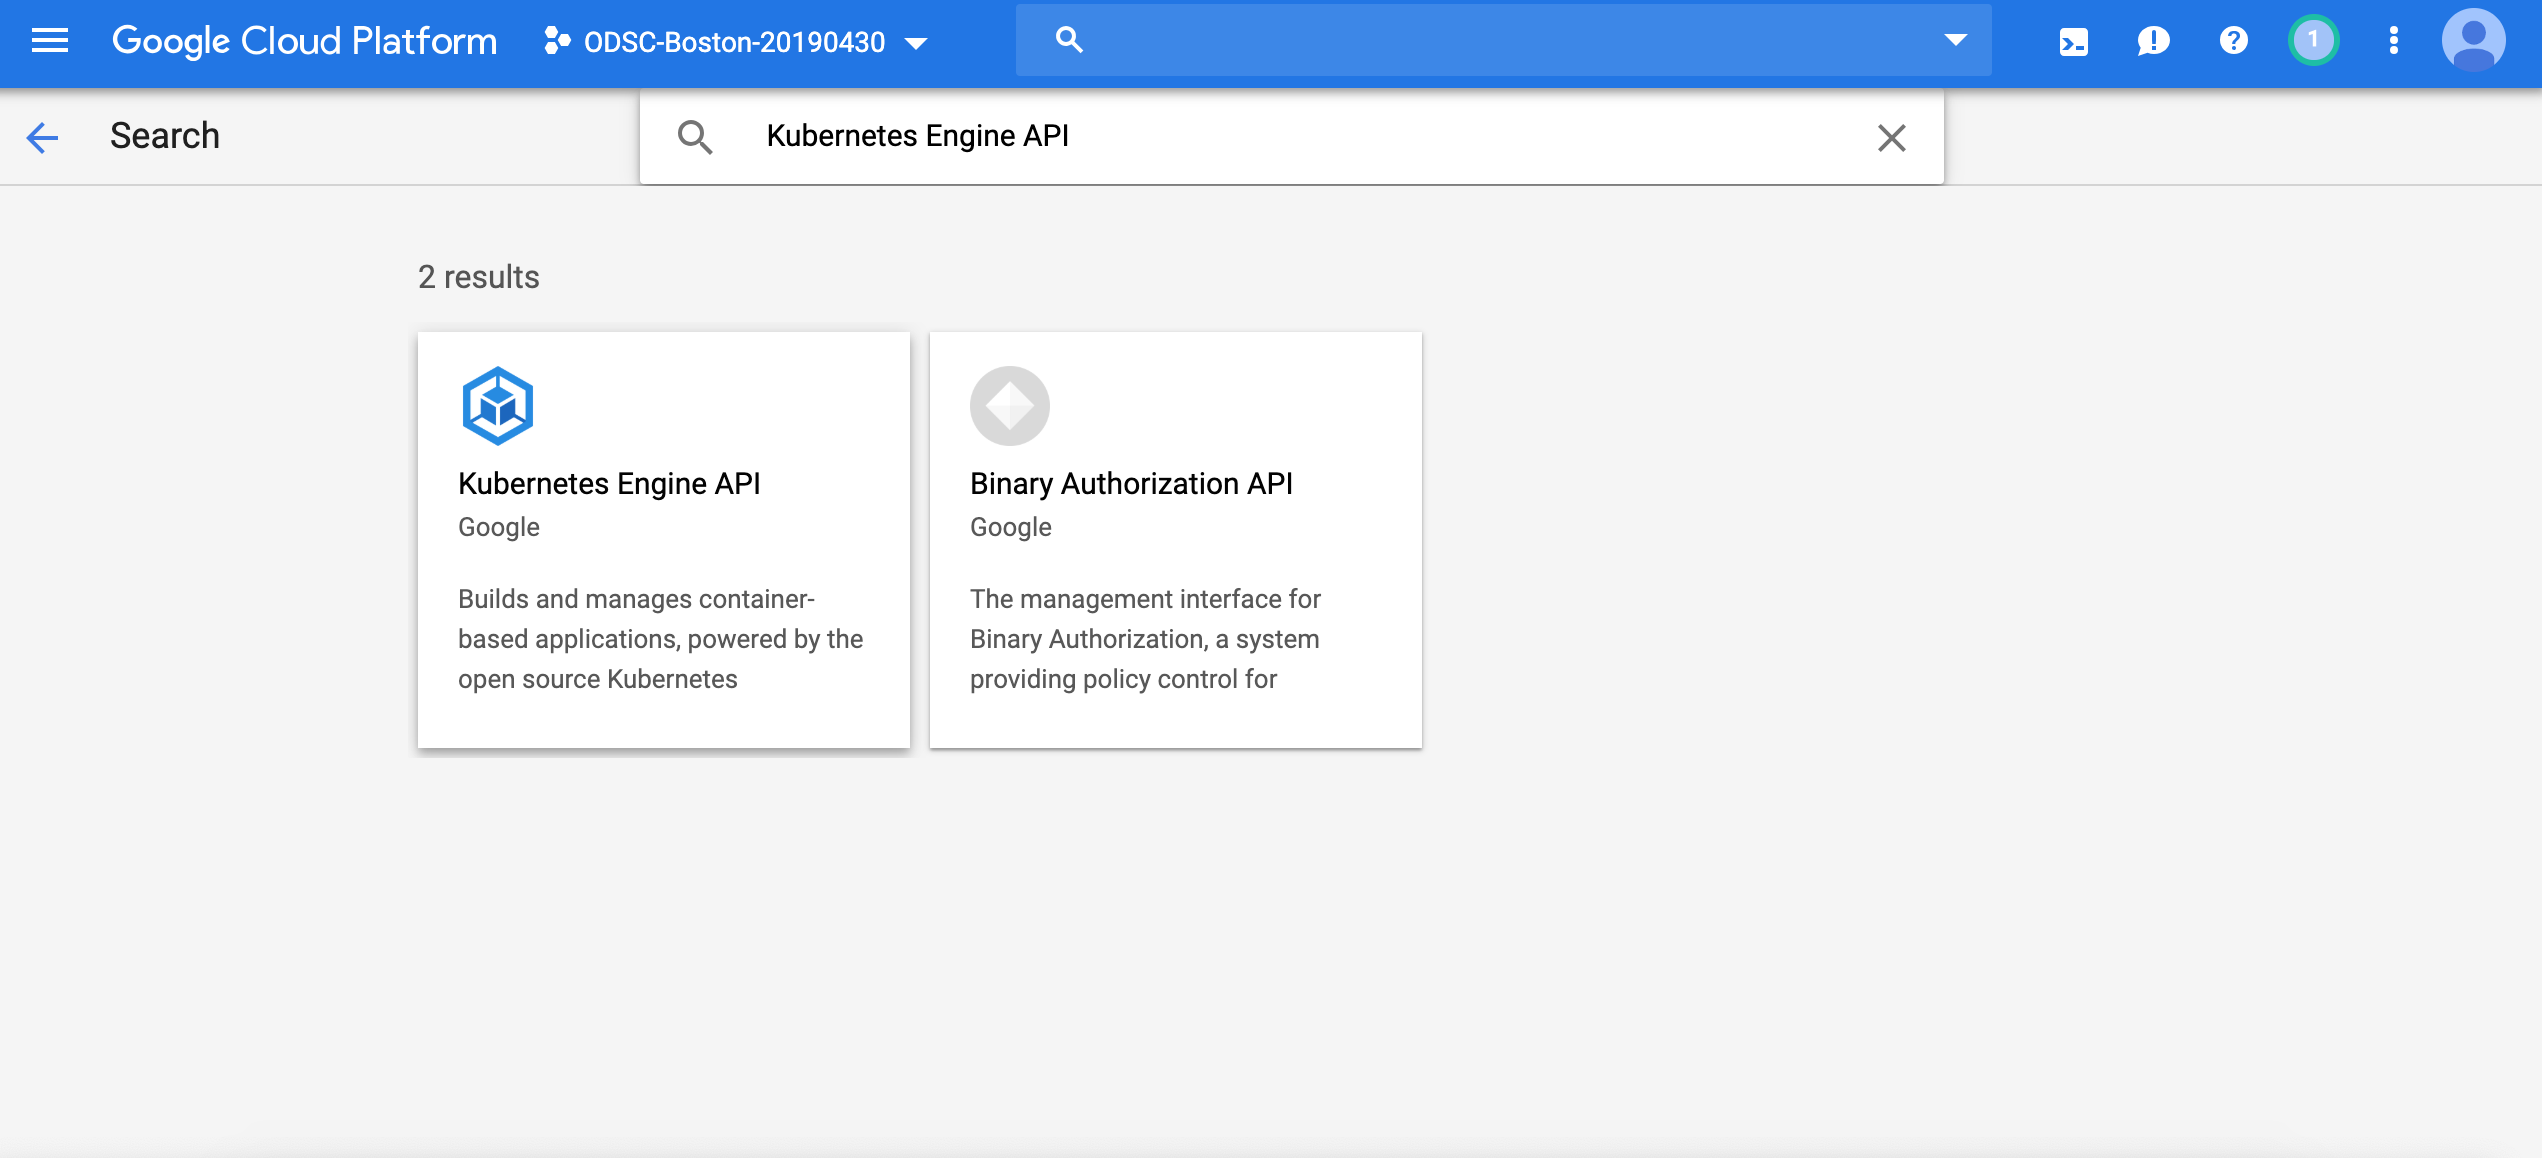 Google Cloud Platform
ODSC-Boston-20190430
1
Search
Kubernetes Engine API
2 results
Kubernetes Engine API
Google
Builds and manages container-
based applications, powered by the
open source Kubernetes
Binary Authorization API
Google
The management interface for
Binary Authorization, a system
providing policy control for